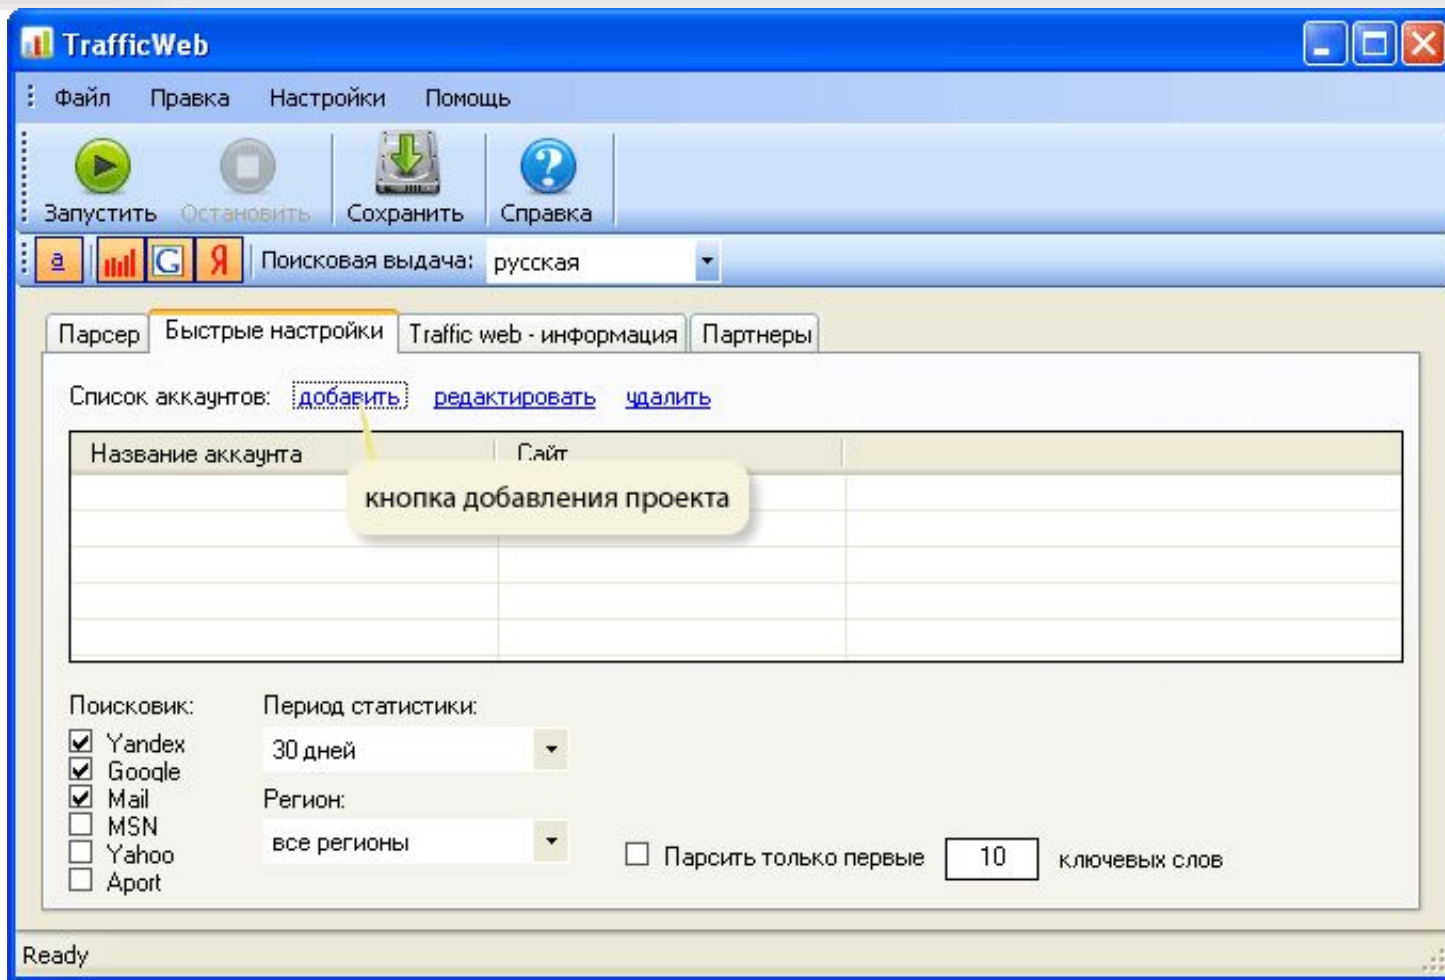 TrafficWeb
Файл Правка Настройки Помощь
Запустить Остановить Сохранить Справка
a G Я Поисковая выдача: русская
Парсер Быстрые настройки Traffic web - информация Партнеры
Список аккаунтов: добавить редактировать удалить
Название аккаунта Сайт
кнопка добавления проекта
Поисковик: Период статистики:
Yandex 30 дней
Google
Mail Регион:
MSN все регионы
Yahoo Парсить только первые 10 ключевых слов
Aport
Ready